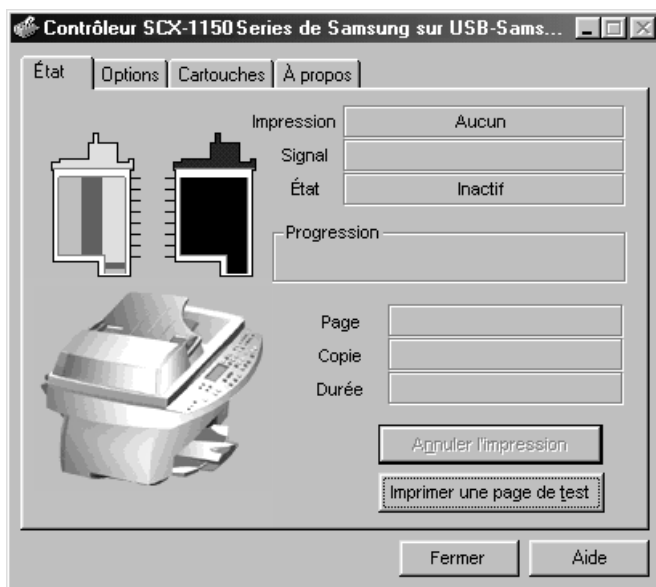 Contrôleur SCX-1150 Series de Samsung sur USB-Sams...
État
Options
Cartouches
À propos
Impression
Aucun
Signal
État
Inactif
Progression
Page
Copie
Durée
Annuler l'impression
Imprimer une page de test
Fermer
Aide